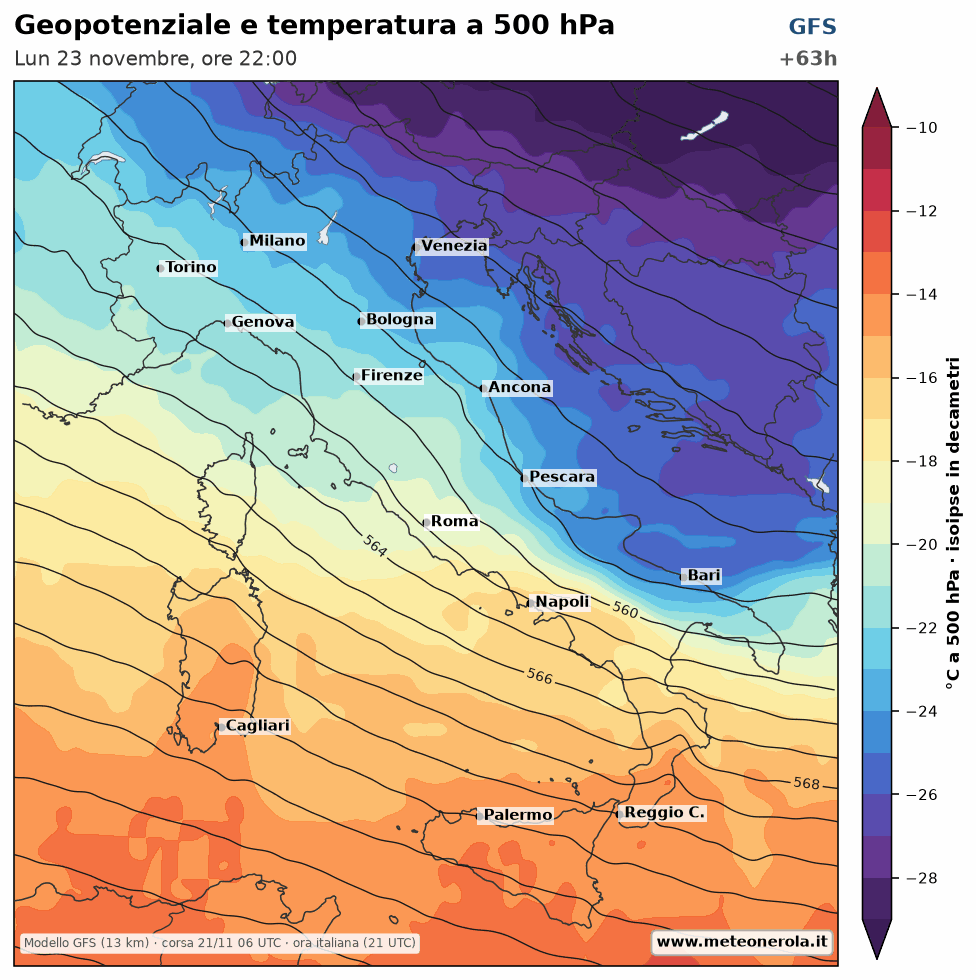 Geopotenziale e temperatura a 500 hPa
GFS
Lun 23 novembre, ore 22:00
+63h
−10
−12
−14
−16
−18
−20
−22
−24
−26
−28
°C a 500 hPa · isoipse in decametri
Milano
Venezia
Torino
Genova
Bologna
Firenze
Ancona
Pescara
Roma
564
Bari
Napoli
560
566
Cagliari
568
Palermo
Reggio C.
Modello GFS (13 km) · corsa 21/11 06 UTC · ora italiana (21 UTC)
www.meteonerola.it